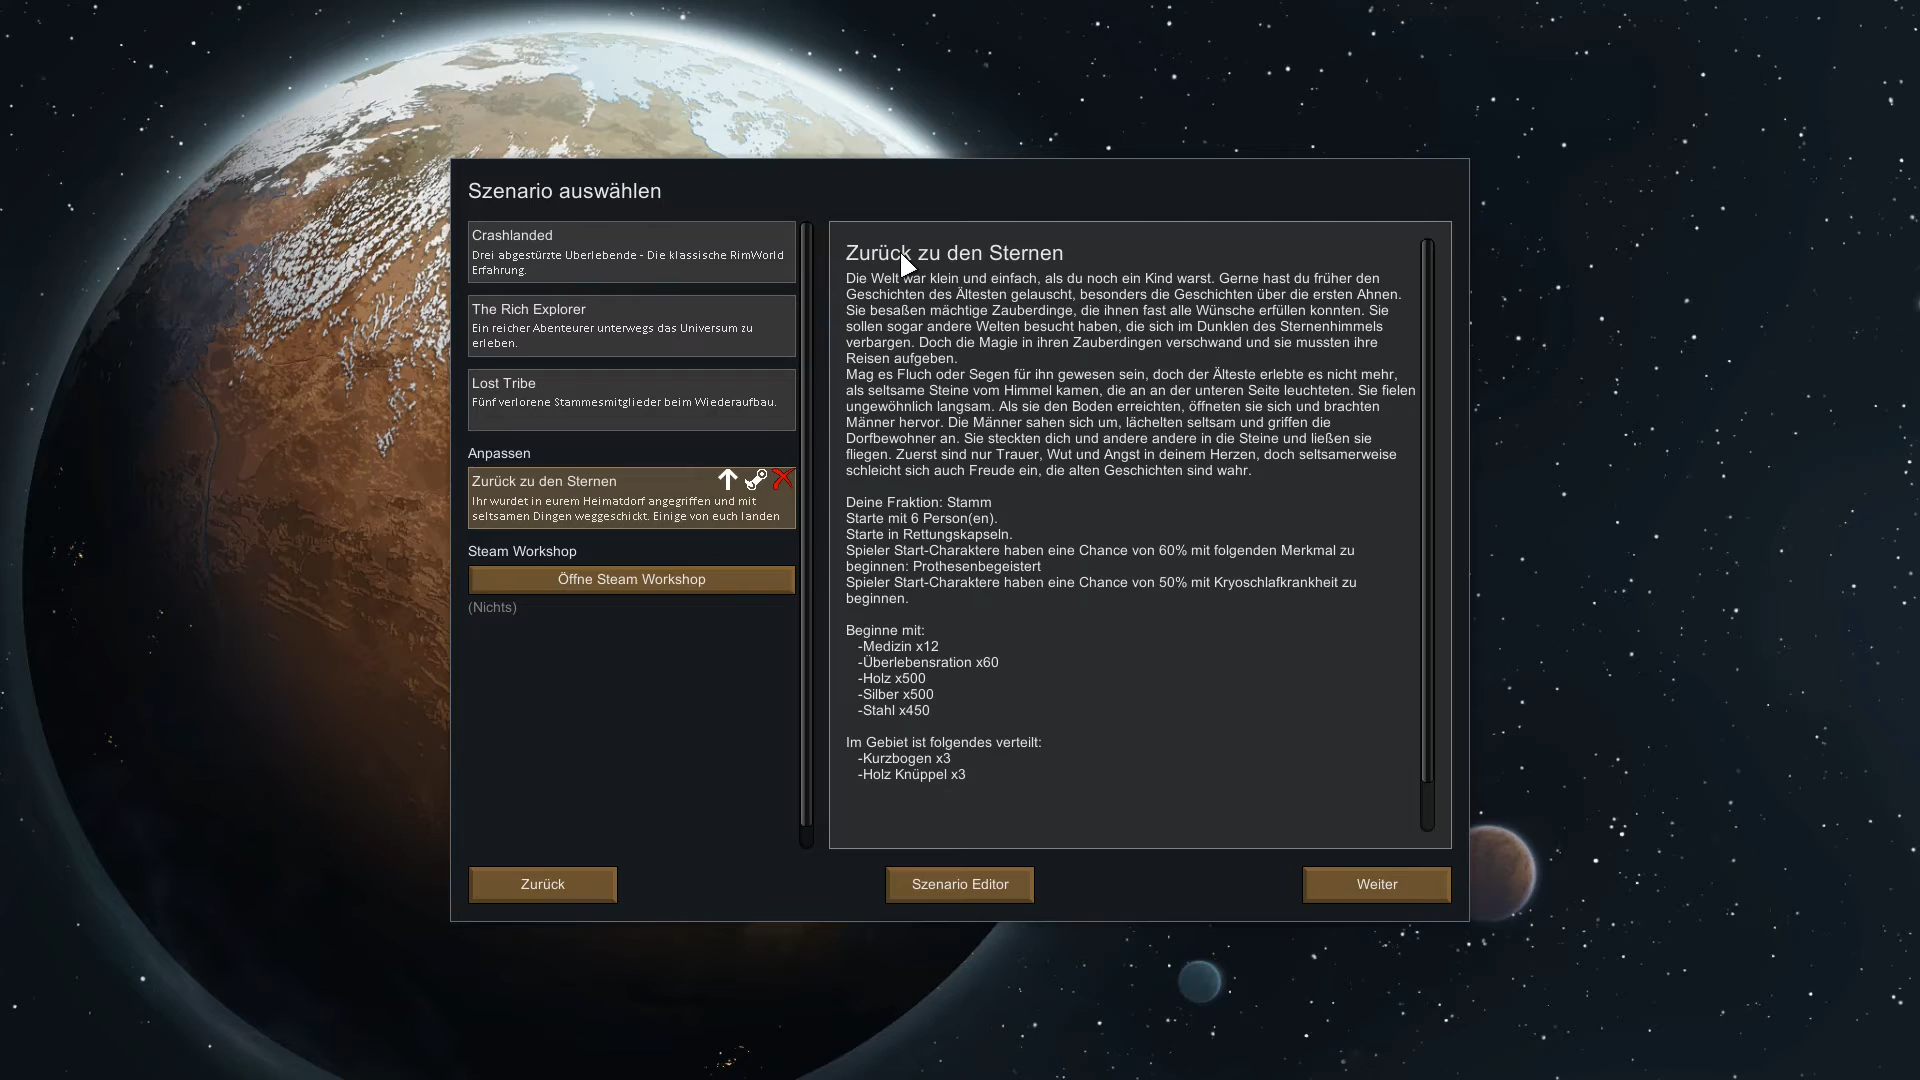 Szenario auswählen
Crashlanded
Drei abgestürzte Überlebende - Die klassische RimWorld
Erfahrung.
The Rich Explorer
Ein reicher Abenteurer unterwegs das Universum zu
erleben.
Lost Tribe
Fünf verlorene Stammesmitglieder beim Wiederaufbau.
Anpassen
Zurück zu den Sternen
Ihr wurdet in eurem Heimatdorf angegriffen und mit
seltsamen Dingen weggeschickt. Einige von euch landen
Steam Workshop
Öffne Steam Workshop
(Nichts)
Zurück zu den Sternen
Die Welt war klein und einfach, als du noch ein Kind warst. Gerne hast du früher den
Geschichten des Ältesten gelauscht, besonders die Geschichten über die ersten Ahnen.
Sie besaßen mächtige Zauberdinge, die ihnen fast alle Wünsche erfüllen konnten. Sie
sollen sogar andere Welten besucht haben, die sich im Dunklen des Sternenhimmels
verbargen. Doch die Magie in ihren Zauberdingen verschwand und sie mussten ihre
Reisen aufgeben.
Mag es Fluch oder Segen für ihn gewesen sein, doch der Älteste erlebte es nicht mehr,
als seltsame Steine vom Himmel kamen, die an an der unteren Seite leuchteten. Sie fielen
ungewöhnlich langsam. Als sie den Boden erreichten, öffneten sie sich und brachten
Männer hervor. Die Männer sahen sich um, lächelten seltsam und griffen die
Dorfbewohner an. Sie steckten dich und andere andere in die Steine und ließen sie
fliegen. Zuerst sind nur Trauer, Wut und Angst in deinem Herzen, doch seltsamerweise
schleicht sich auch Freude ein, die alten Geschichten sind wahr.
Deine Fraktion: Stamm
Starte mit 6 Person(en).
Starte in Rettungskapseln.
Spieler Start-Charaktere haben eine Chance von 60% mit folgenden Merkmal zu
beginnen: Prothesenbegeistert
Spieler Start-Charaktere haben eine Chance von 50% mit Kryoschlafkrankheit zu
beginnen.
Beginne mit:
-Medizin x12
-Überlebensration x60
-Holz x500
-Silber x500
-Stahl x450
Im Gebiet ist folgendes verteilt:
-Kurzbogen x3
-Holz Knüppel x3
Zurück
Szenario Editor
Weiter